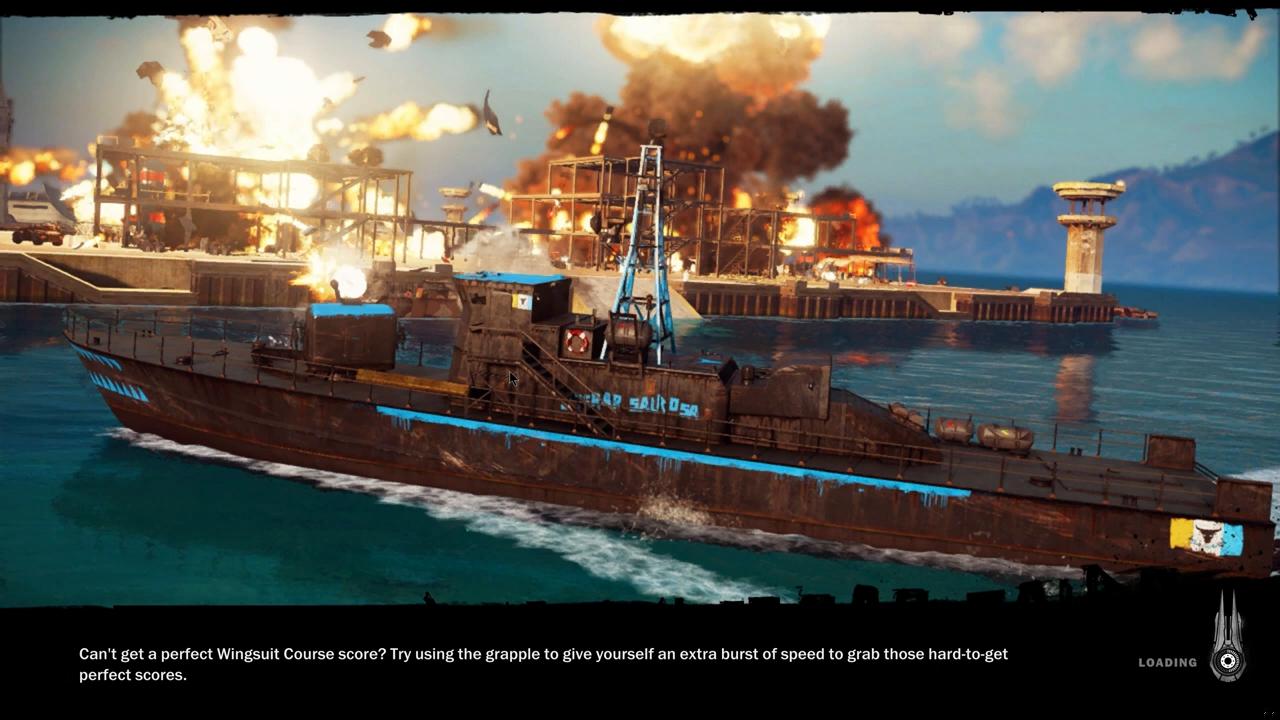 Can't get a perfect Wingsuit Course score? Try using the grapple to give yourself an extra burst of speed to grab those hard-to-get
perfect scores.
LOADING